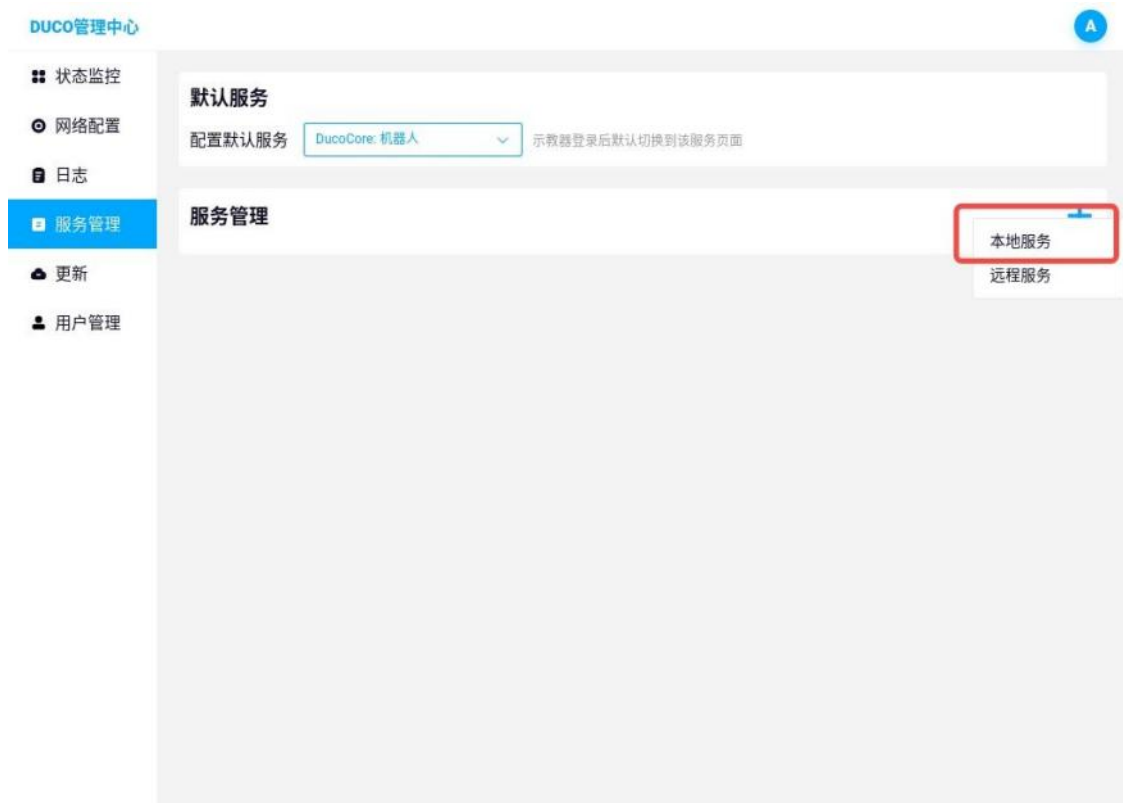 DUCO管理中心
A
状态监控
网络配置
日志
服务管理
更新
用户管理
默认服务
配置默认服务 DucoCore: 机器人 示教器登录后默认切换到该服务页面
服务管理
本地服务
远程服务